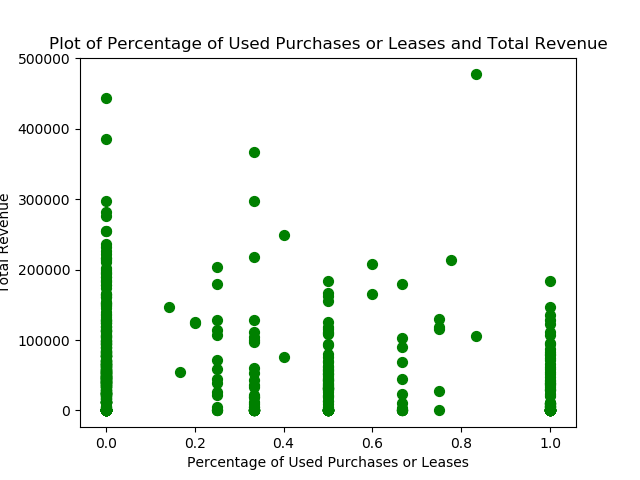 Plot of Percentage of Used Purchases or Leases and Total Revenue
500000
400000
300000
200000
100000
0
Total Revenue
0.0 0.2 0.4 0.6 0.8 1.0
Percentage of Used Purchases or Leases